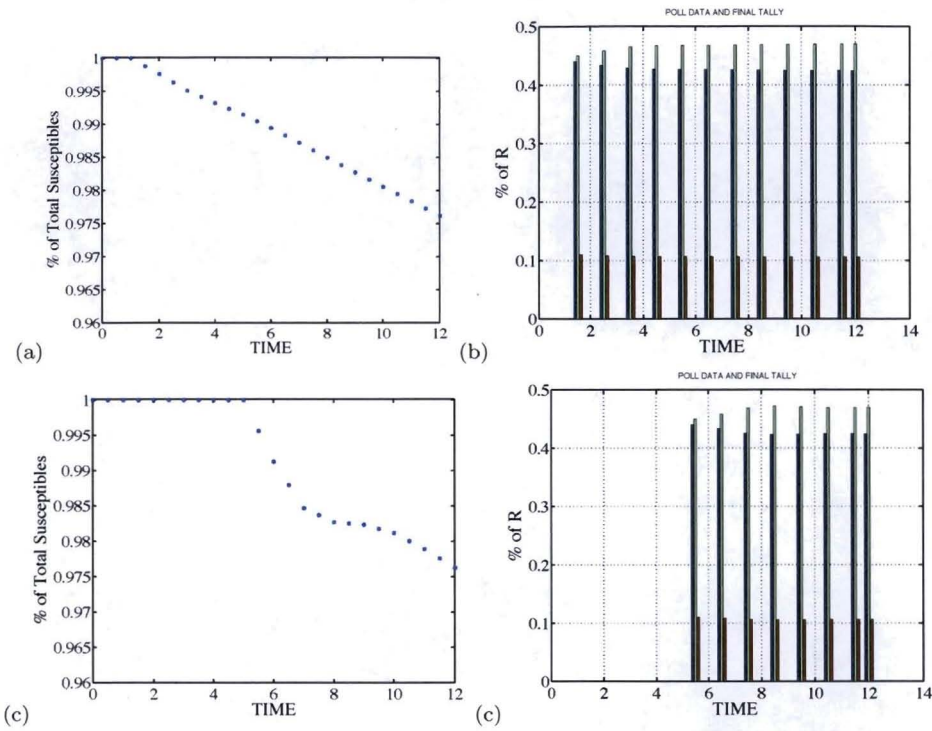 POLL DATA AND FINAL TALLY
% of Total Susceptibles
1
0.995
0.99
0.985
0.98
0.975
0.97
0.965
0.96
0 2 4 6 8 10 12
TIME
(a)
% of R
0.5
0.4
0.3
0.2
0.1
0
0 2 4 6 8 10 12 14
TIME
(b)
% of Total Susceptibles
1
0.995
0.99
0.985
0.98
0.975
0.97
0.965
0.96
0 2 4 6 8 10 12
TIME
(c)
POLL DATA AND FINAL TALLY
% of R
0.5
0.4
0.3
0.2
0.1
0
0 2 4 6 8 10 12 14
TIME
(c)